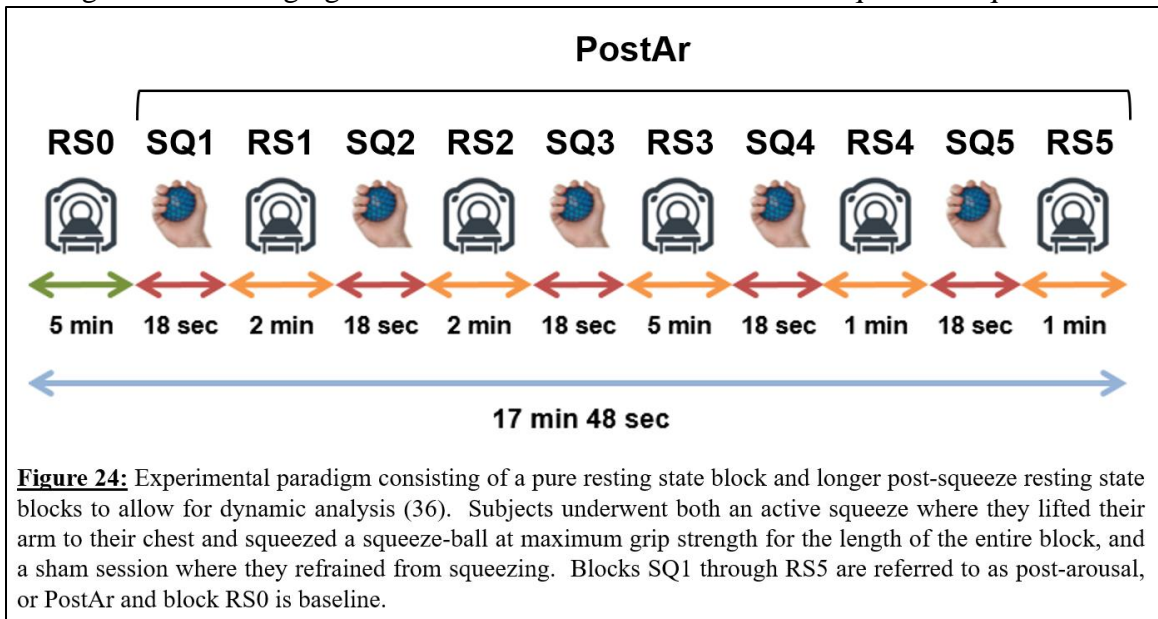 PostAr
RS0 SQ1 RS1 SQ2 RS2 SQ3 RS3 SQ4 RS4 SQ5 RS5
5 min 18 sec 2 min 18 sec 2 min 18 sec 5 min 18 sec 1 min 18 sec 1 min
17 min 48 sec
Figure 24: Experimental paradigm consisting of a pure resting state block and longer post-squeeze resting state
blocks to allow for dynamic analysis (36). Subjects underwent both an active squeeze where they lifted their
arm to their chest and squeezed a squeeze-ball at maximum grip strength for the length of the entire block, and
a sham session where they refrained from squeezing. Blocks SQ1 through RS5 are referred to as post-arousal,
or PostAr and block RS0 is baseline.